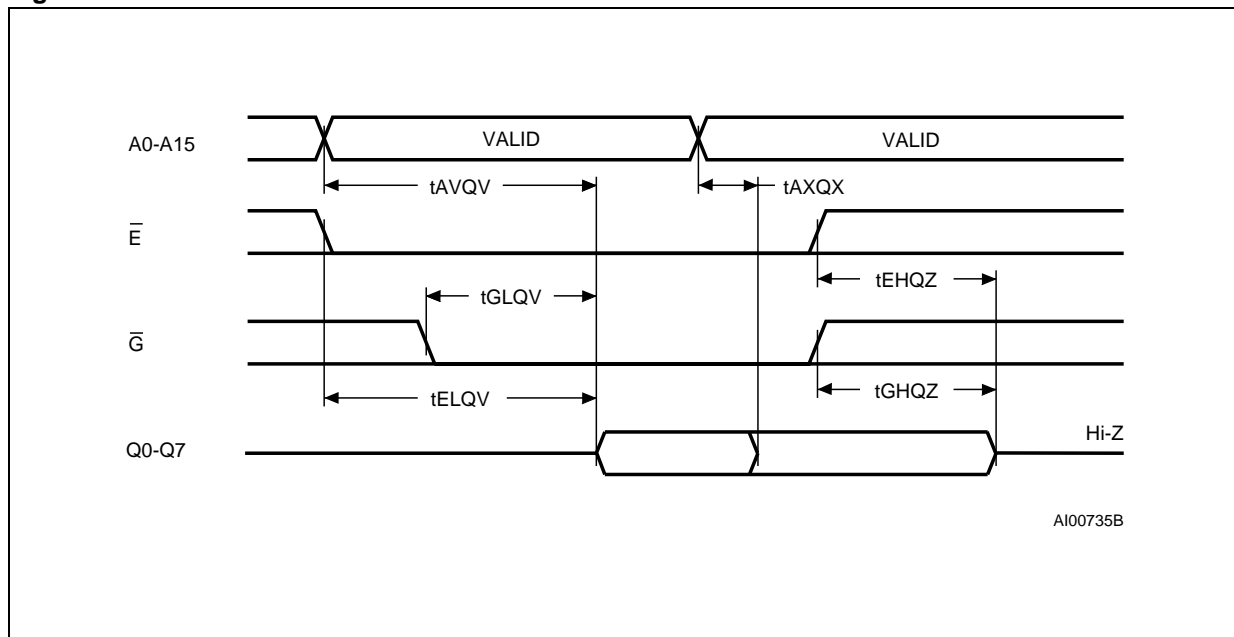 A0-A15
VALID
VALID
tAVQV
tAXQX
E̅
tEHQZ
tGLQV
G̅
tGHQZ
tELQV
Hi-Z
Q0-Q7
AI00735B